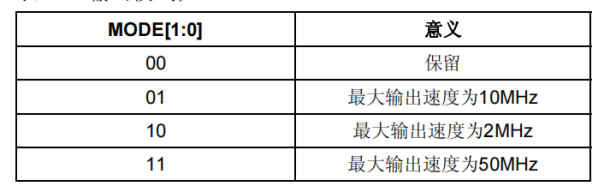 MODE[1:0] 意义
00 保留
01 最大输出速度为10MHz
10 最大输出速度为2MHz
11 最大输出速度为50MHz